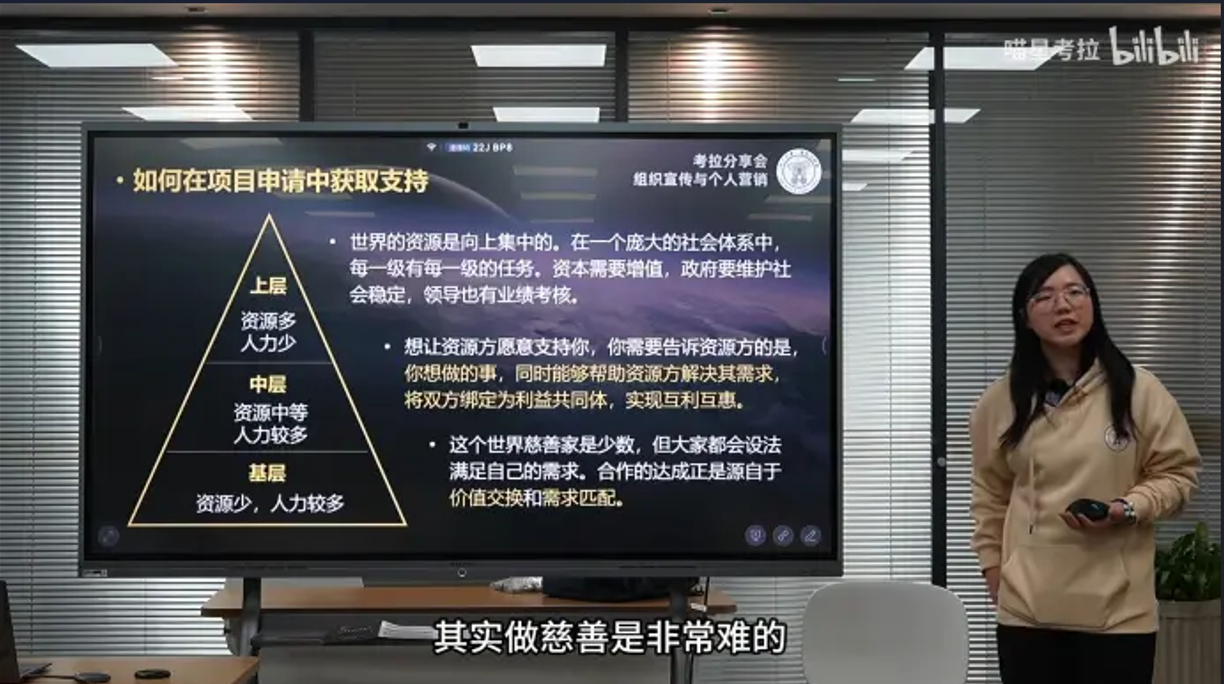 喵星考拉 bilibili
22J BP8
考拉分享会
组织宣传与个人营销
·如何在项目申请中获取支持
上层
资源多
人力少
中层
资源中等
人力较多
基层
资源少，人力较多
• 世界的资源是向上集中的。在一个庞大的社会体系中，
每一级有每一级的任务。资本需要增值，政府要维护社
会稳定，领导也有业绩考核。
• 想让资源方愿意支持你，你需要告诉资源方的是，
你想做的事，同时能够帮助资源方解决其需求，
将双方绑定为利益共同体，实现互利互惠。
• 这个世界慈善家是少数，但大家都会设法
满足自己的需求。合作的达成正是源自于
价值交换和需求匹配。
其实做慈善是非常难的